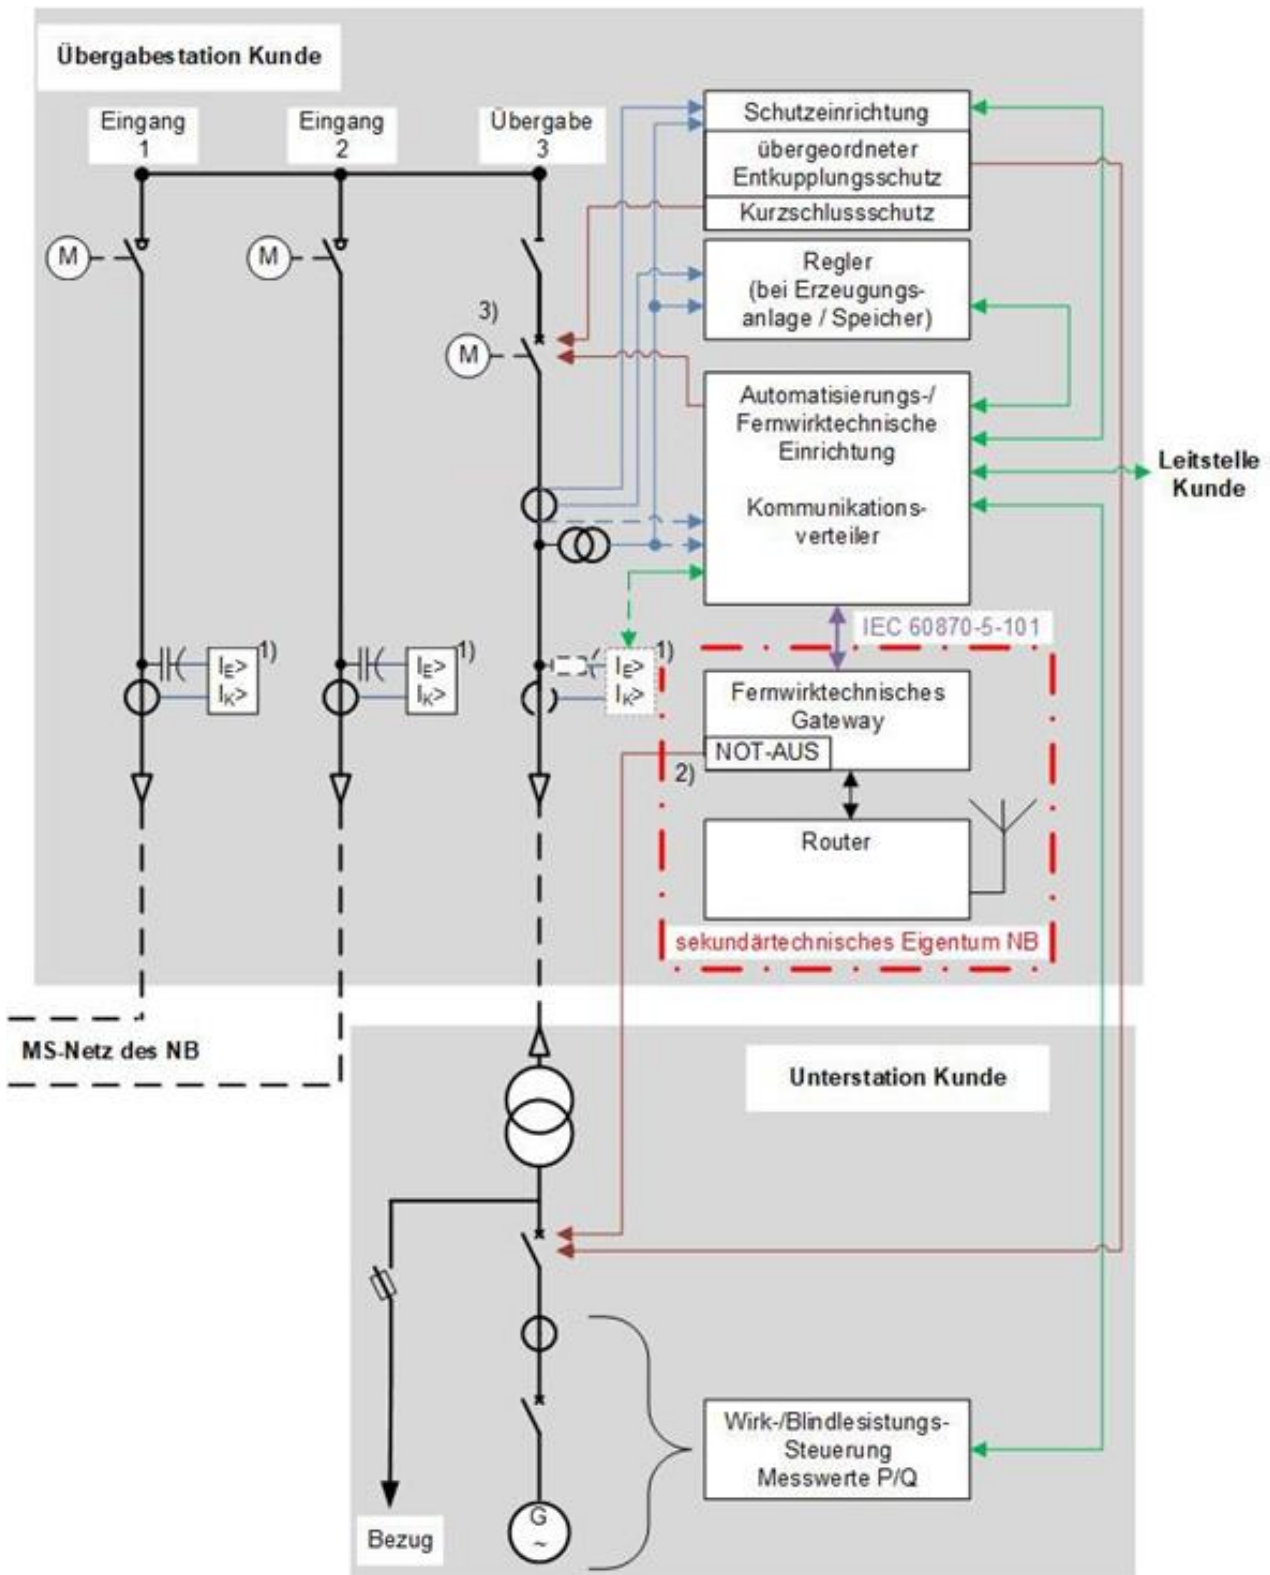 Übergabestation Kunde
Eingang
1
Eingang
2
Übergabe
3
Schutzeinrichtung
übergeordneter
Entkupplungsschutz
Kurzschlussschutz
M
M
Regler
(bei Erzeugungs-
anlage / Speicher)
3)
M
Automatisierungs-/
Fernwirktechnische
Einrichtung
Kommunikations-
verteiler
Leitstelle
Kunde
IEC 60870-5-101
1)
IE>
IK>
1)
IE>
IK>
1)
IE>
IK>
Fernwirktechnisches
Gateway
NOT-AUS
2)
Router
sekundärtechnisches Eigentum NB
MS-Netz des NB
Unterstation Kunde
Wirk-/Blindlesistungs-
Steuerung
Messwerte P/Q
G
~
Bezug